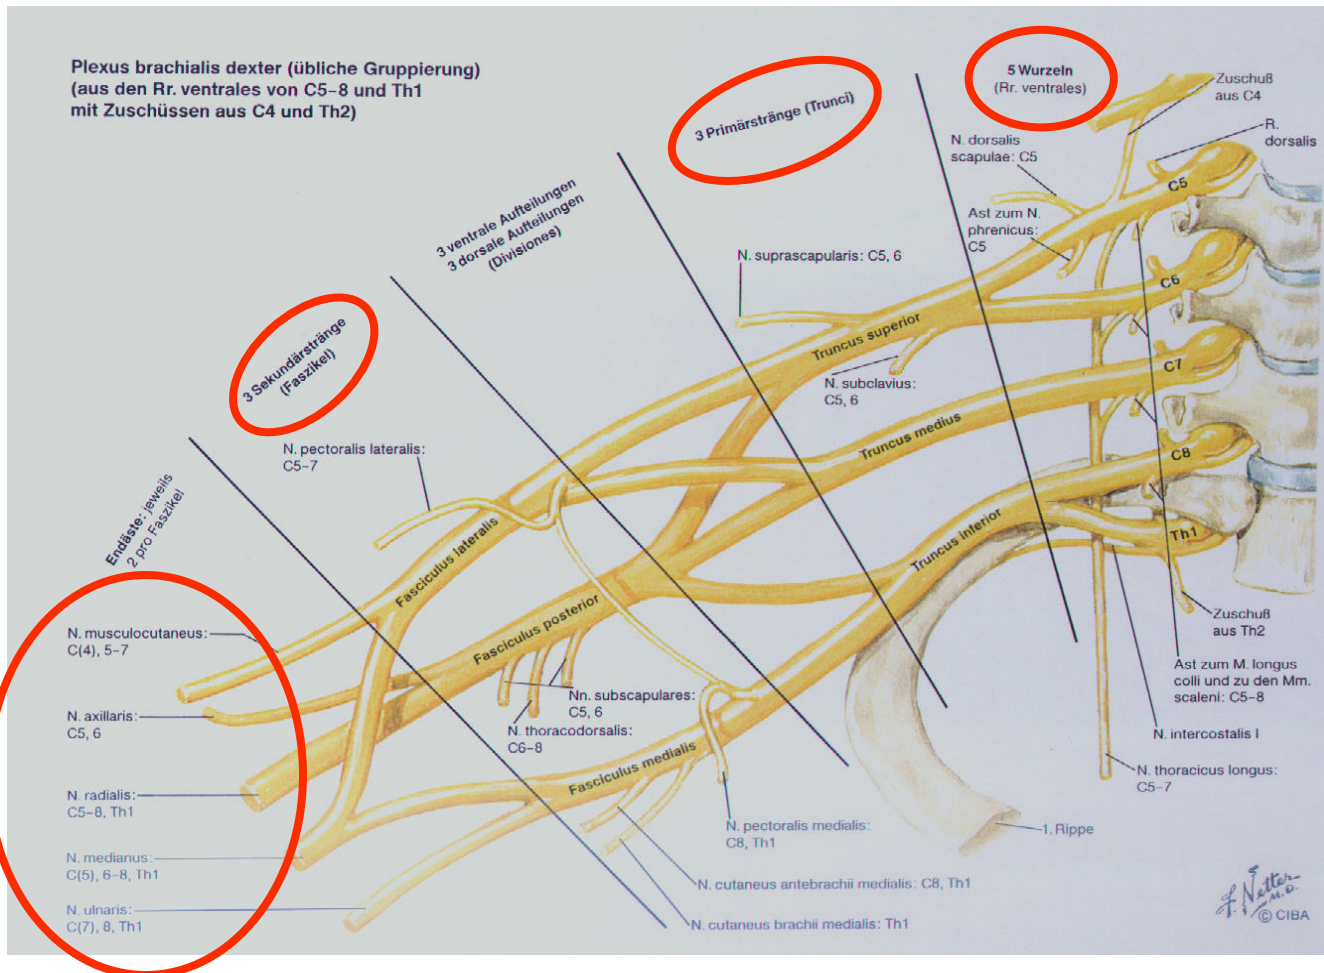 Plexus brachialis dexter (übliche Gruppierung)
(aus den Rr. ventrales von C5–8 und Th1
mit Zuschüssen aus C4 und Th2)
5 Wurzeln
(Rr. ventrales)
3 Primärstränge (Trunci)
3 ventrale Aufteilungen
3 dorsale Aufteilungen
(Divisiones)
3 Sekundärstränge
(Faszikel)
Endäste: jeweils
2 pro Faszikel
Zuschuß
aus C4
R.
dorsalis
N. dorsalis
scapulae: C5
Ast zum N.
phrenicus:
C5
C5
C6
C7
C8
Th1
N. suprascapularis: C5, 6
Truncus superior
N. subclavius:
C5, 6
Truncus medius
Truncus inferior
N. pectoralis lateralis:
C5–7
Fasciculus lateralis
Fasciculus posterior
Fasciculus medialis
N. musculocutaneus:
C(4), 5–7
N. axillaris:
C5, 6
N. radialis:
C5–8, Th1
N. medianus:
C(5), 6–8, Th1
N. ulnaris:
C(7), 8, Th1
Nn. subscapulares:
C5, 6
N. thoracodorsalis:
C6–8
N. pectoralis medialis:
C8, Th1
N. cutaneus antebrachii medialis: C8, Th1
N. cutaneus brachii medialis: Th1
Zuschuß
aus Th2
Ast zum M. longus
colli und zu den Mm.
scaleni: C5–8
N. intercostalis I
N. thoracicus longus:
C5–7
1. Rippe
F. Netter
M.D.
© CIBA